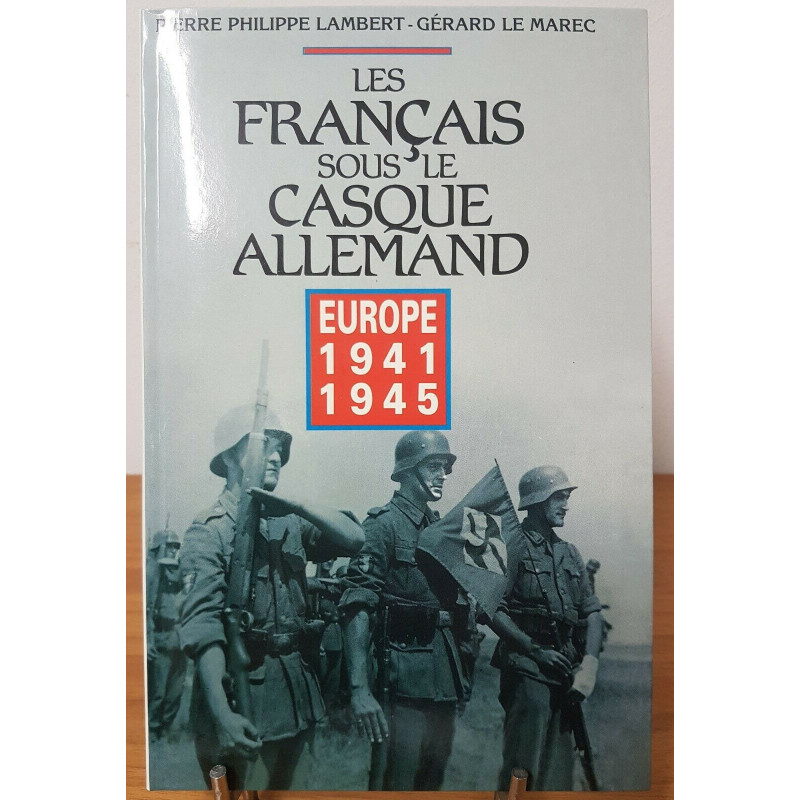 PIERRE PHILIPPE LAMBERT - GÉRARD LE MAREC
LES
FRANÇAIS
SOUS LE
CASQUE
ALLEMAND
EUROPE
1941
1945